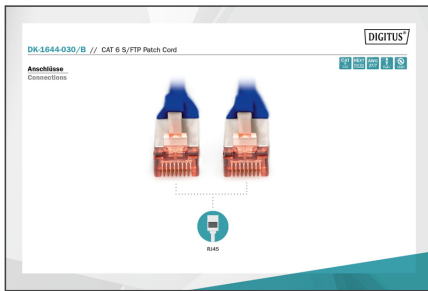 DIGITUS®
DK-1644-030/B // CAT 6 S/FTP Patch Cord
Anschlüsse
Connections
RJ45